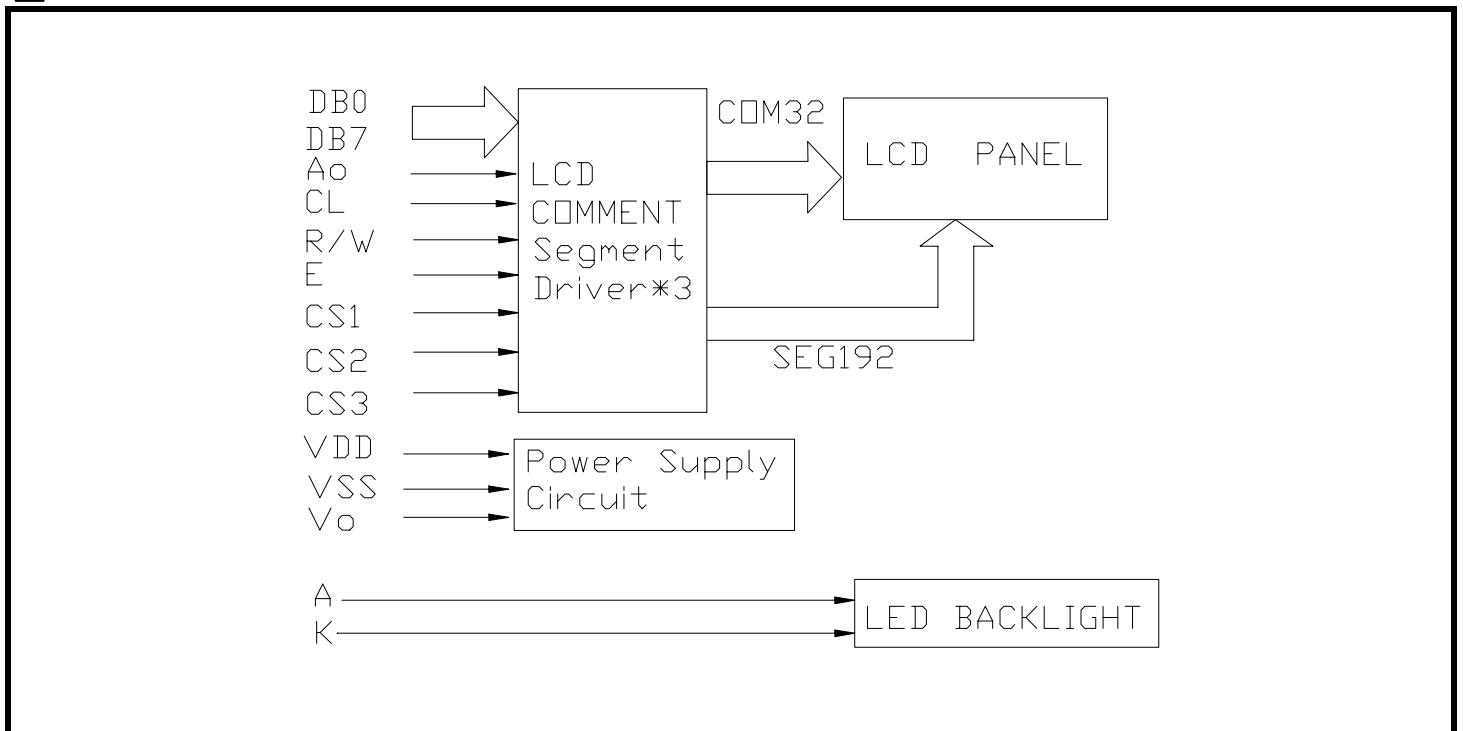 DB0
DB7
Ao
CL
R/W
E
CS1
CS2
CS3
LCD
COMMENT
Segment
Driver*3
COM32
LCD PANEL
SEG192
VDD
VSS
Vo
Power Supply
Circuit
A
K
LED BACKLIGHT